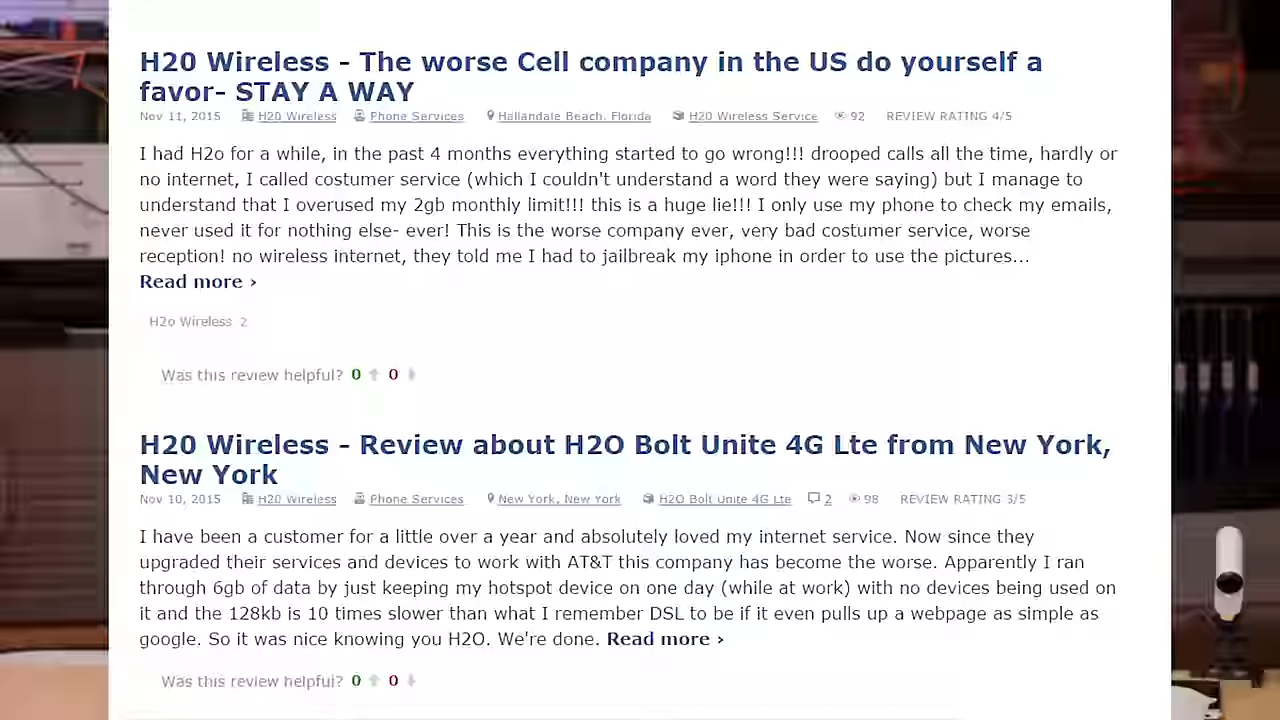 H20 Wireless - The worse Cell company in the US do yourself a
favor- STAY A WAY
Nov 11, 2015 H20 Wireless Phone Services Hallandale Beach, Florida H20 Wireless Service 92 REVIEW RATING 4/5
I had H2o for a while, in the past 4 months everything started to go wrong!!! drooped calls all the time, hardly or
no internet, I called costumer service (which I couldn't understand a word they were saying) but I manage to
understand that I overused my 2gb monthly limit!!! this is a huge lie!!! I only use my phone to check my emails,
never used it for nothing else- ever! This is the worse company ever, very bad costumer service, worse
reception! no wireless internet, they told me I had to jailbreak my iphone in order to use the pictures...
Read more ›
H2o Wireless 2
Was this review helpful? 0 0
H20 Wireless - Review about H2O Bolt Unite 4G Lte from New York,
New York
Nov 10, 2015 H20 Wireless Phone Services New York, New York H2O Bolt Unite 4G Lte 2 98 REVIEW RATING 3/5
I have been a customer for a little over a year and absolutely loved my internet service. Now since they
upgraded their services and devices to work with AT&T this company has become the worse. Apparently I ran
through 6gb of data by just keeping my hotspot device on one day (while at work) with no devices being used on
it and the 128kb is 10 times slower than what I remember DSL to be if it even pulls up a webpage as simple as
google. So it was nice knowing you H2O. We're done. Read more ›
Was this review helpful? 0 0